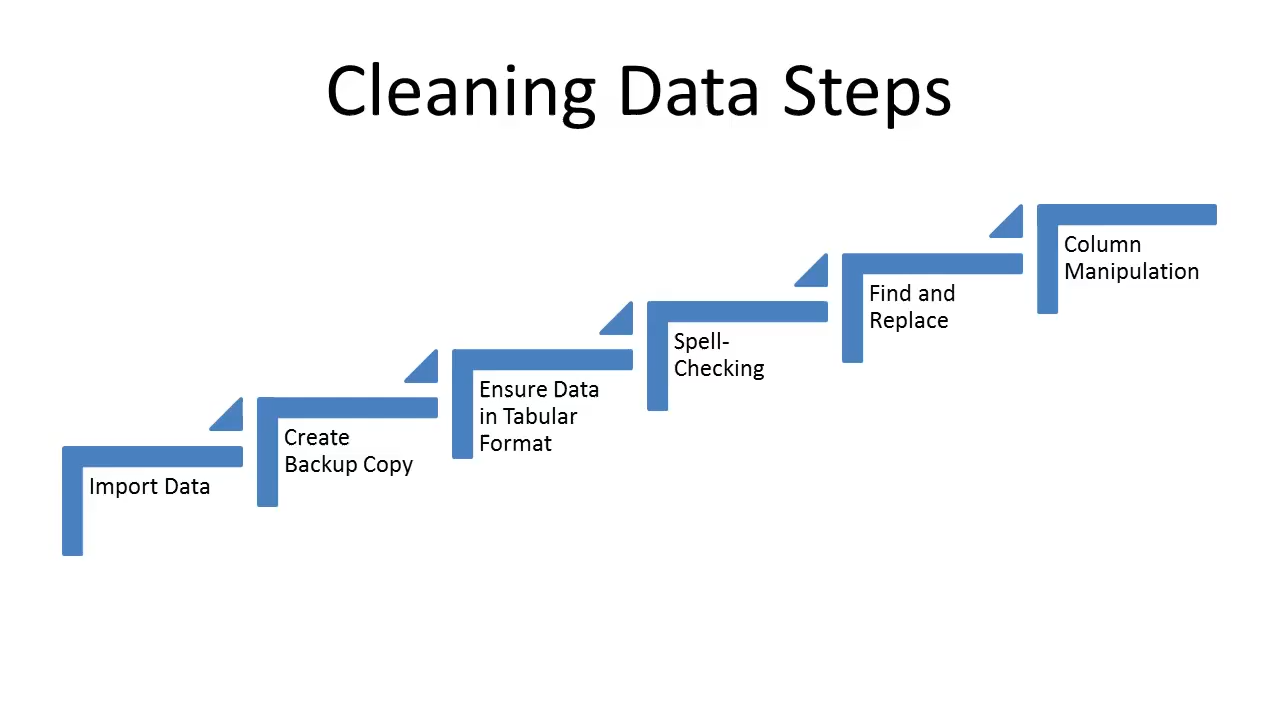 Cleaning Data Steps
Import Data
Create
Backup Copy
Ensure Data
in Tabular
Format
Spell-
Checking
Find and
Replace
Column
Manipulation